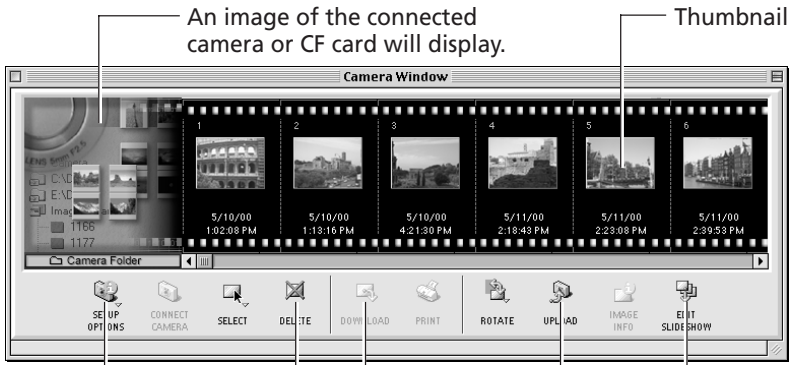 An image of the connected
camera or CF card will display.
Thumbnail
Camera Window
1 2 3 4 5 6
C:\D
E:\D
Imag
1166
1177
5/10/00 5/10/00 5/10/00 5/11/00 5/11/00 5/11/00
1:02:08 PM 1:13:16 PM 4:21:30 PM 2:18:43 PM 2:23:08 PM 2:39:53 PM
Camera Folder
SET UP OPTIONS
CONNECT CAMERA
SELECT
DELETE
DOWNLOAD
PRINT
ROTATE
UPLOAD
IMAGE INFO
EDIT SLIDESHOW